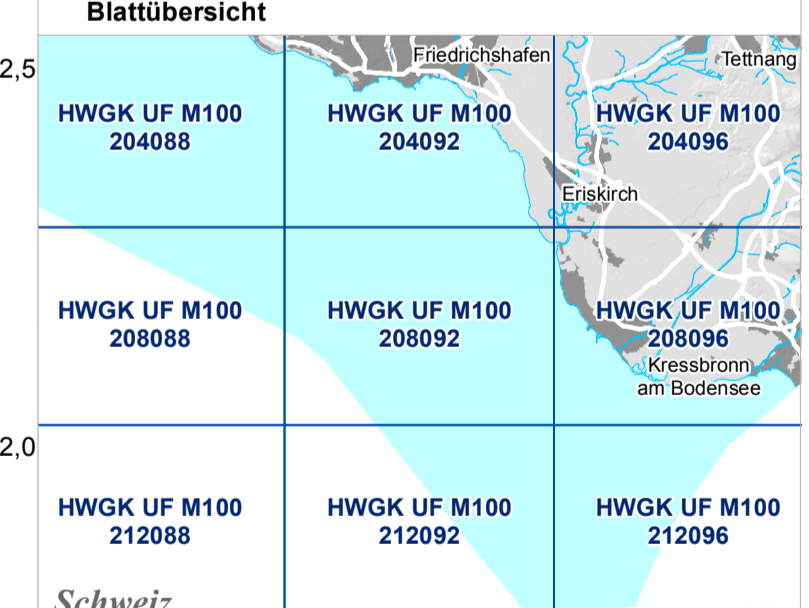 Blattübersicht
2,5
Friedrichshafen
Tettnang
HWGK UF M100
204088
HWGK UF M100
204092
HWGK UF M100
204096
Eriskirch
HWGK UF M100
208088
HWGK UF M100
208092
HWGK UF M100
208096
Kressbronn
am Bodensee
2,0
HWGK UF M100
212088
HWGK UF M100
212092
HWGK UF M100
212096
Schweiz